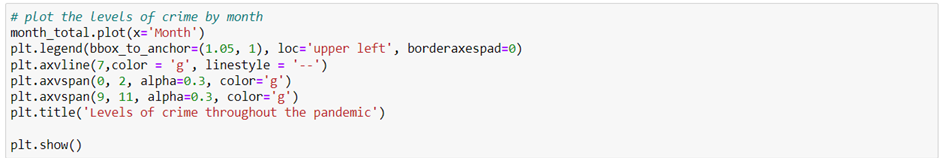 # plot the levels of crime by month
month_total.plot(x='Month')
plt.legend(bbox_to_anchor=(1.05, 1), loc='upper left', borderaxespad=0)
plt.axvline(7,color = 'g', linestyle = '--')
plt.axvspan(0, 2, alpha=0.3, color='g')
plt.axvspan(9, 11, alpha=0.3, color='g')
plt.title('Levels of crime throughout the pandemic')
plt.show()